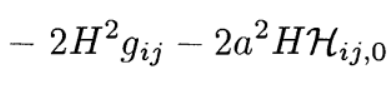 $- 2H^2 g_{ij} - 2a^2 H \mathcal{H}_{ij,0}$